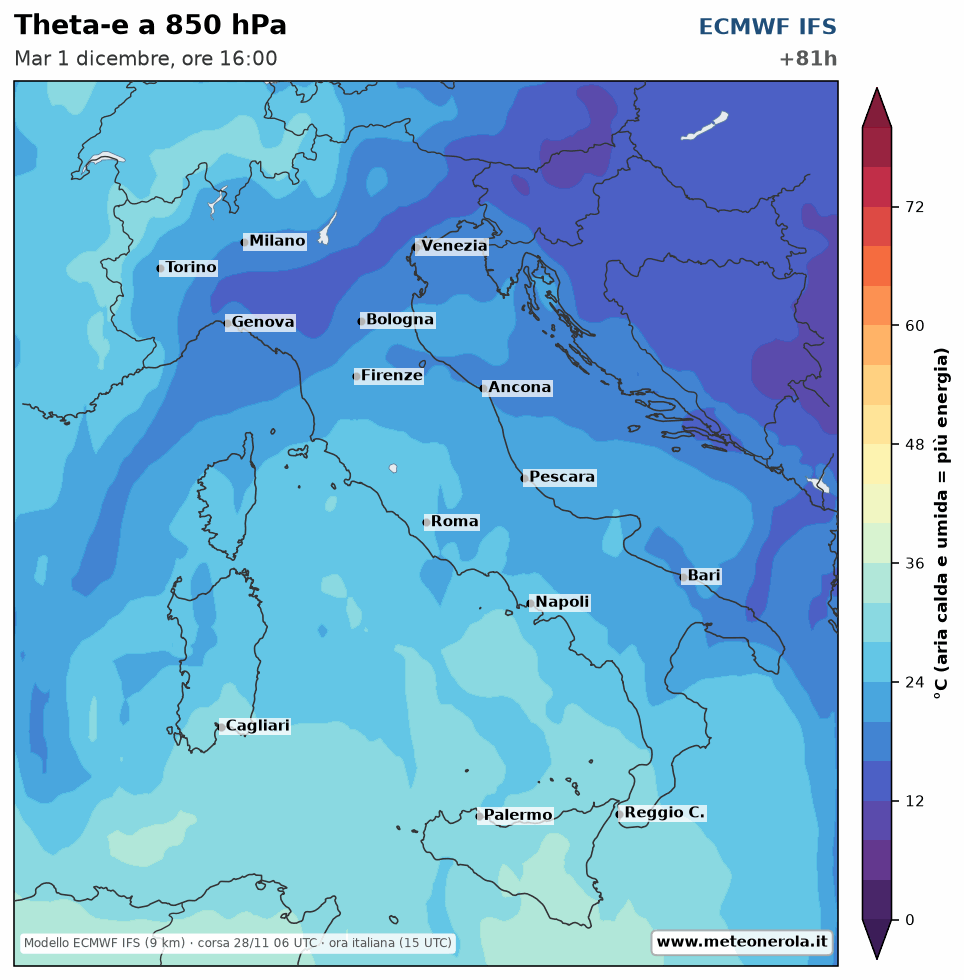 Theta-e a 850 hPa
ECMWF IFS
Mar 1 dicembre, ore 16:00
+81h
72
60
48
36
24
12
0
°C (aria calda e umida = più energia)
Milano
Venezia
Torino
Genova
Bologna
Firenze
Ancona
Pescara
Roma
Bari
Napoli
Cagliari
Palermo
Reggio C.
Modello ECMWF IFS (9 km) · corsa 28/11 06 UTC · ora italiana (15 UTC)
www.meteonerola.it